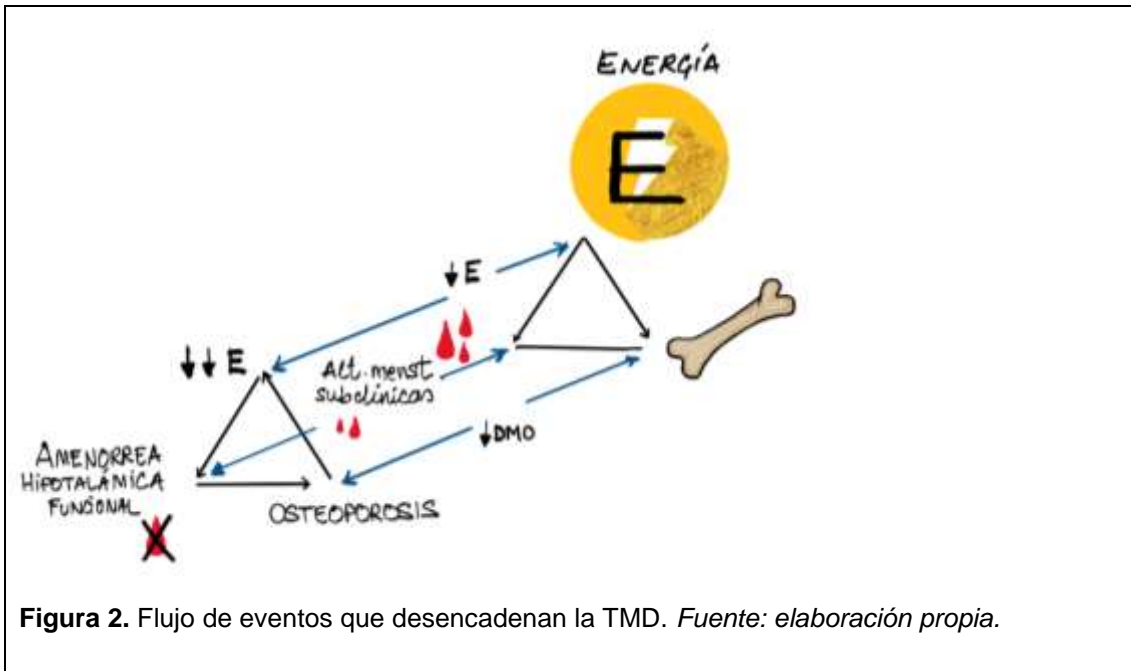 ENERGÍA
E
↓E
↓↓ E
Alt. menst
subclínicas
↓DMO
AMENORREA
HIPOTALÁMICA
FUNCIONAL
OSTEOPOROSIS
Figura 2. Flujo de eventos que desencadenan la TMD. Fuente: elaboración propia.